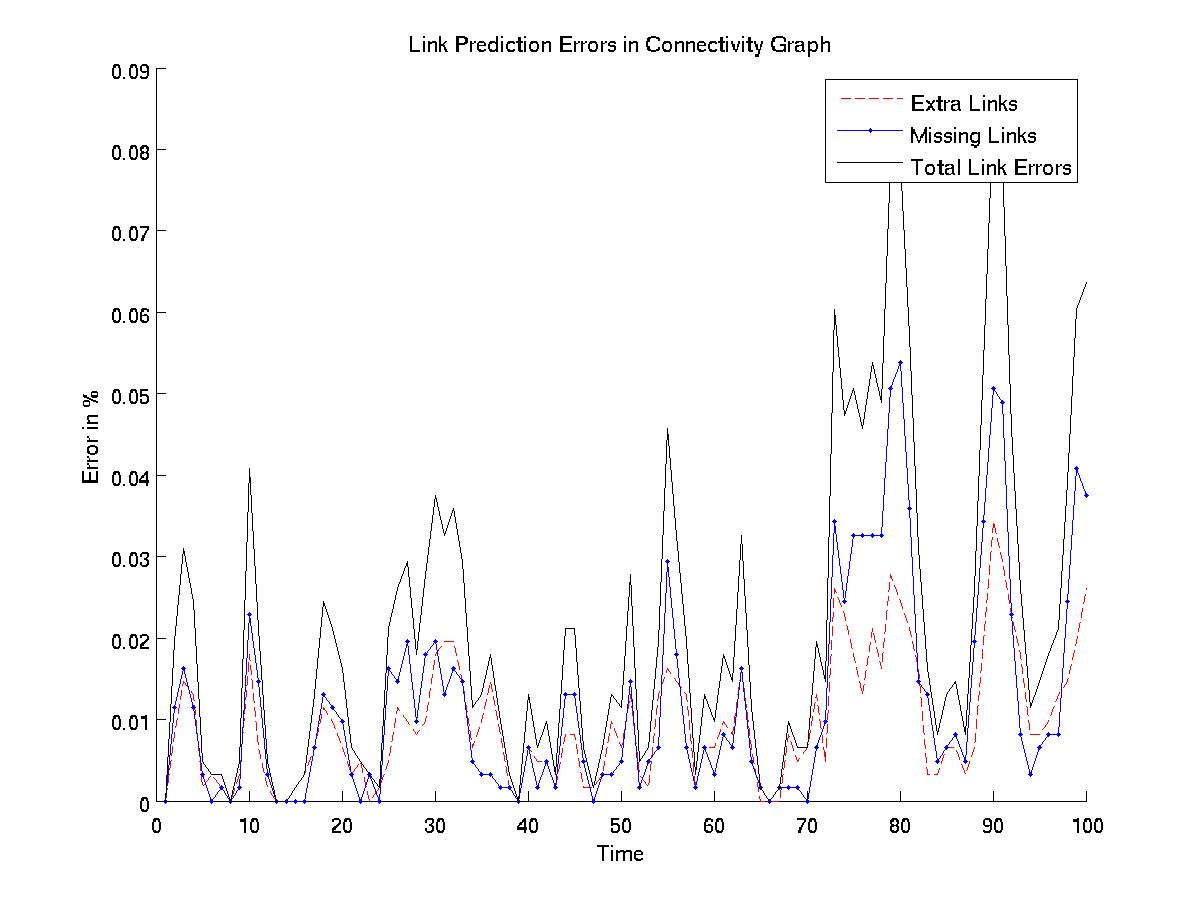 Link Prediction Errors in Connectivity Graph
0.09
0.08
0.07
0.06
0.05
0.04
0.03
0.02
0.01
0
Error in %
Extra Links
Missing Links
Total Link Errors
0 10 20 30 40 50 60 70 80 90 100
Time